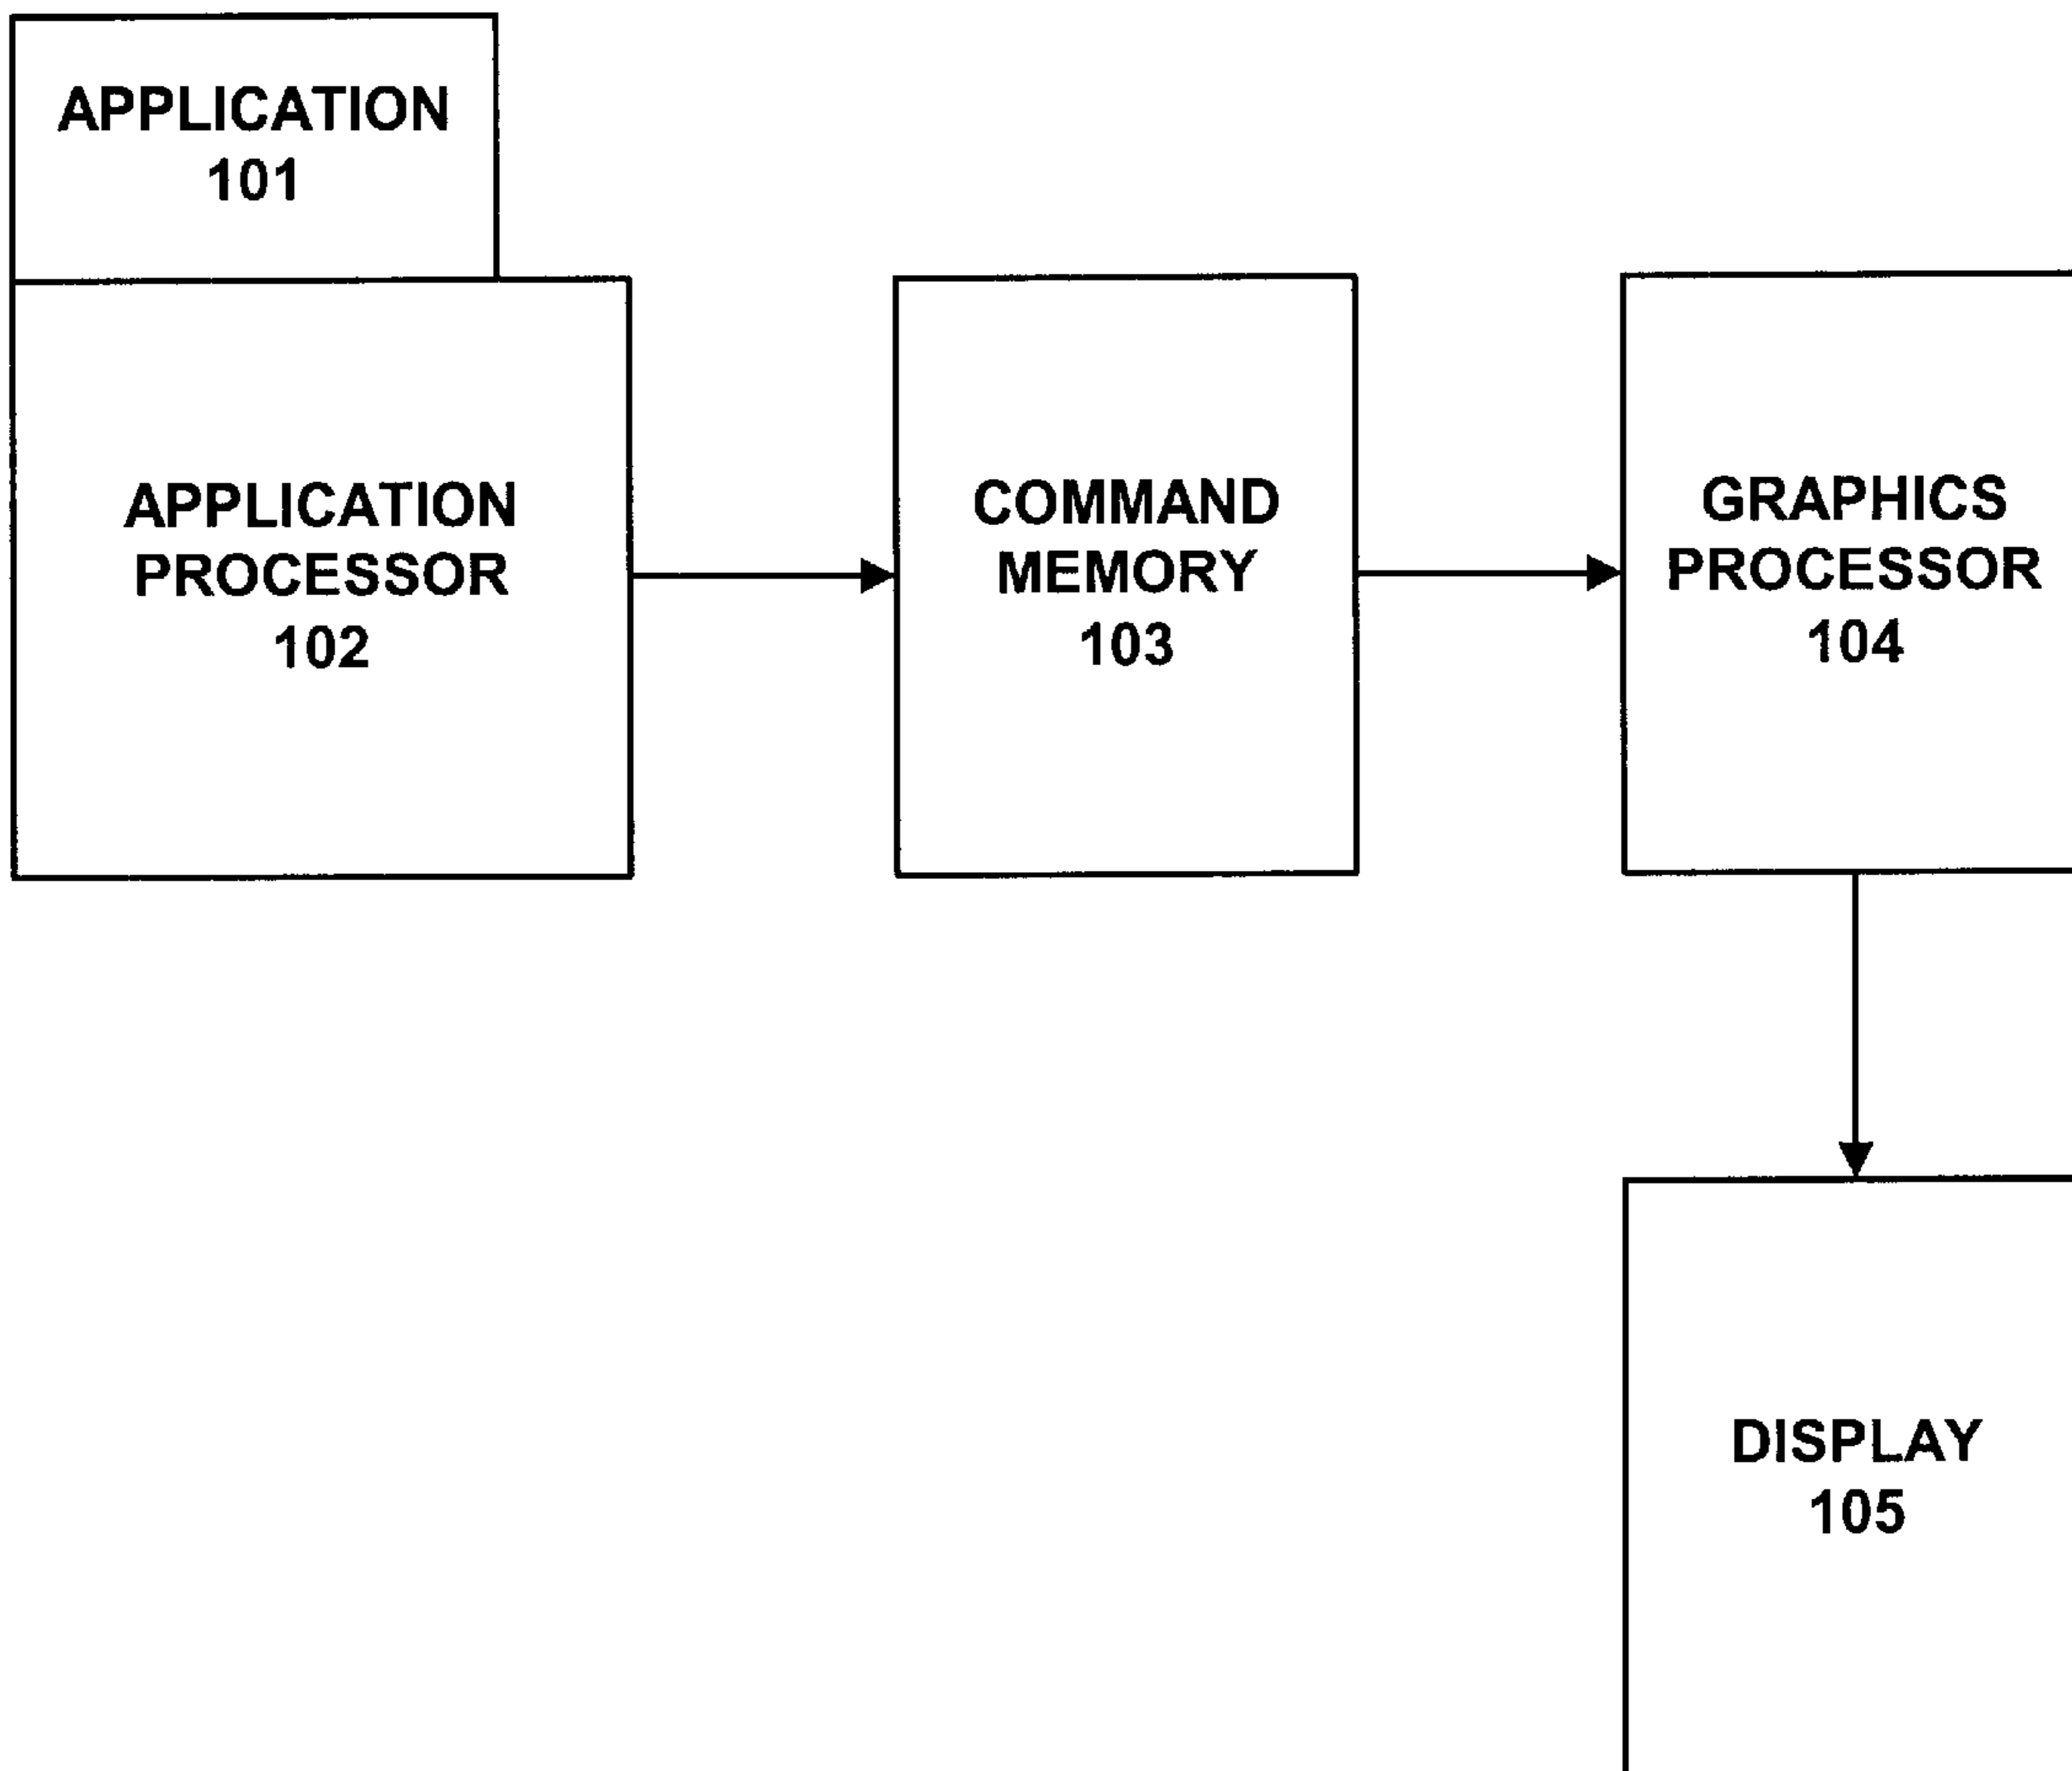 APPLICATION
101
APPLICATION
PROCESSOR
102
COMMAND
MEMORY
103
GRAPHICS
PROCESSOR
104
DISPLAY
105